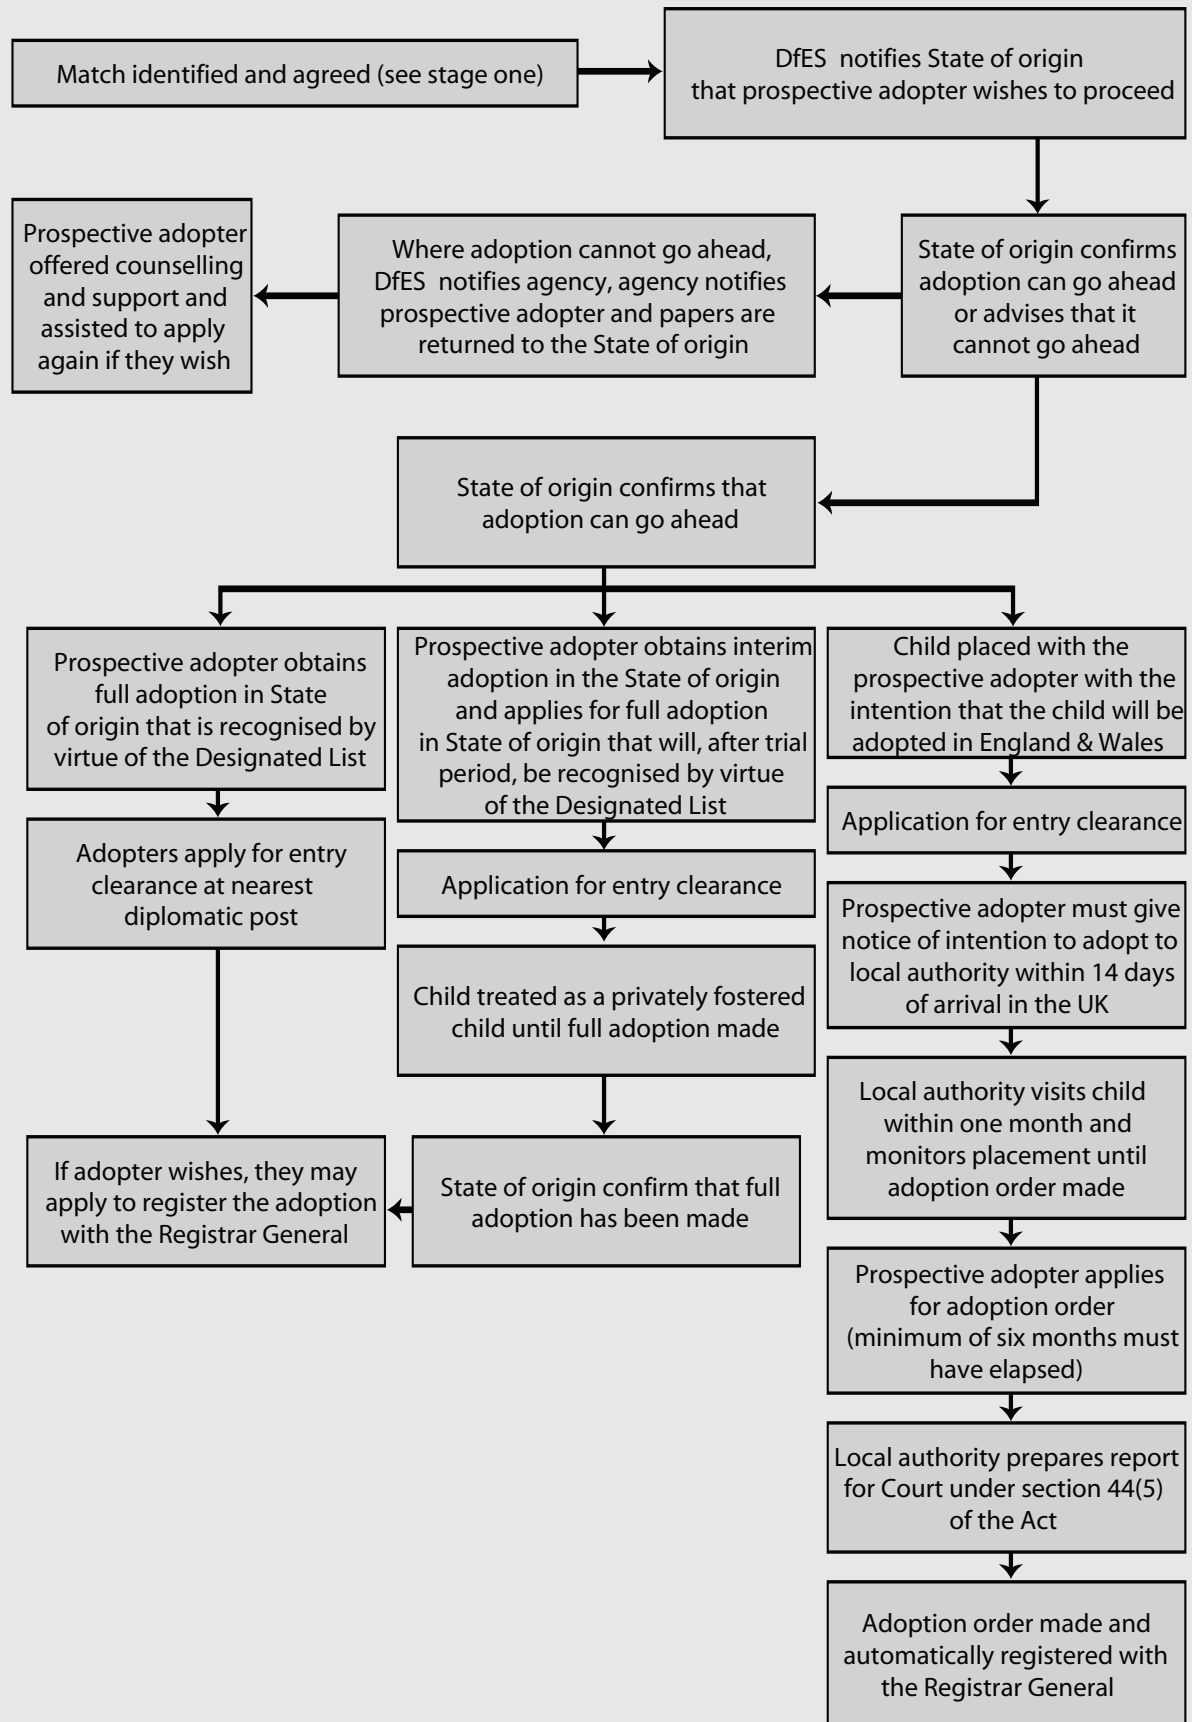 Match identified and agreed (see stage one)
DfES notifies State of origin
that prospective adopter wishes to proceed
Prospective adopter
offered counselling
and support and
assisted to apply
again if they wish
Where adoption cannot go ahead,
DfES notifies agency, agency notifies
prospective adopter and papers are
returned to the State of origin
State of origin confirms
adoption can go ahead
or advises that it
cannot go ahead
State of origin confirms that
adoption can go ahead
Prospective adopter obtains
full adoption in State
of origin that is recognised by
virtue of the Designated List
Prospective adopter obtains interim
adoption in the State of origin
and applies for full adoption
in State of origin that will, after trial
period, be recognised by virtue
of the Designated List
Child placed with the
prospective adopter with the
intention that the child will be
adopted in England & Wales
Adopters apply for entry
clearance at nearest
diplomatic post
Application for entry clearance
Application for entry clearance
Prospective adopter must give
notice of intention to adopt to
local authority within 14 days
of arrival in the UK
Child treated as a privately fostered
child until full adoption made
Local authority visits child
within one month and
monitors placement until
adoption order made
If adopter wishes, they may
apply to register the adoption
with the Registrar General
State of origin confirm that full
adoption has been made
Prospective adopter applies
for adoption order
(minimum of six months must
have elapsed)
Local authority prepares report
for Court under section 44(5)
of the Act
Adoption order made and
automatically registered with
the Registrar General